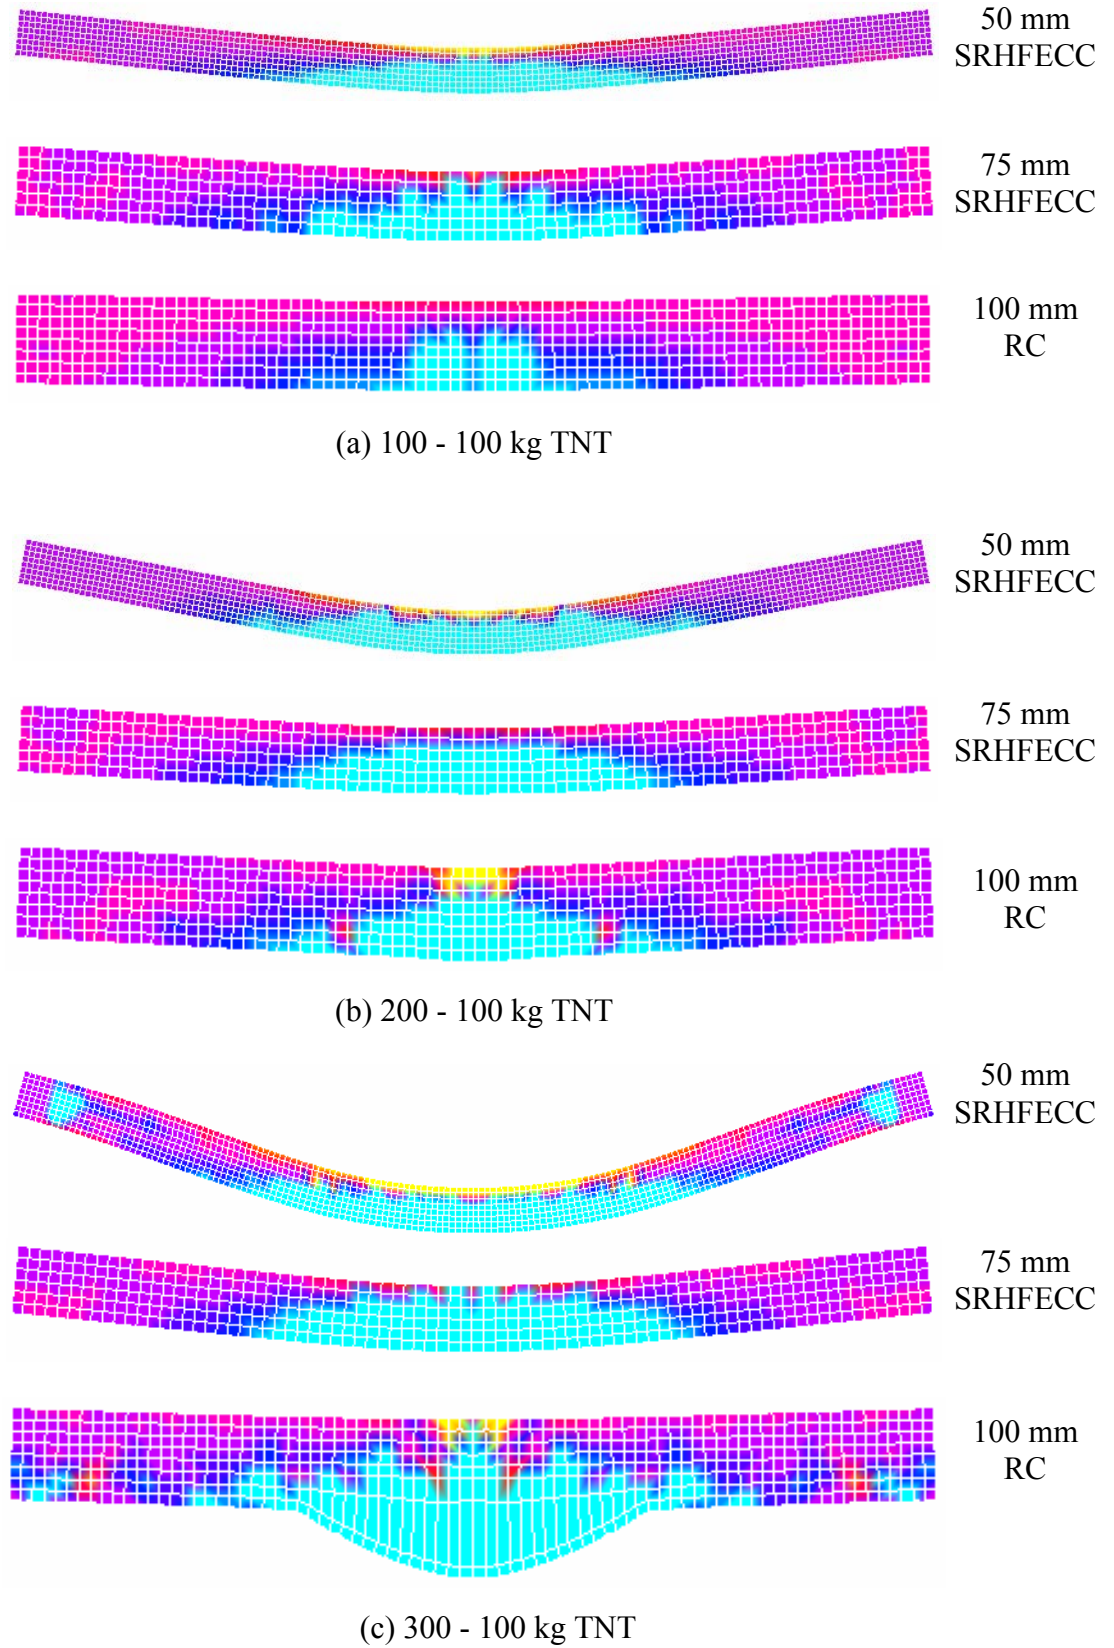 50 mm
SRHFECC
75 mm
SRHFECC
100 mm
RC
(a) 100 - 100 kg TNT
50 mm
SRHFECC
75 mm
SRHFECC
100 mm
RC
(b) 200 - 100 kg TNT
50 mm
SRHFECC
75 mm
SRHFECC
100 mm
RC
(c) 300 - 100 kg TNT